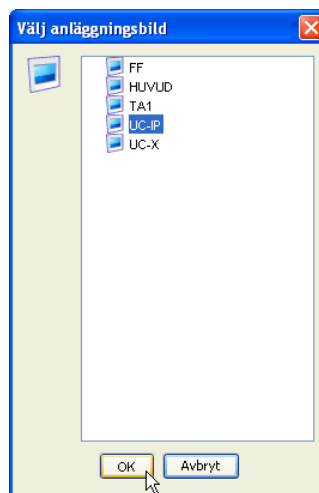 Välj anläggningsbild
FF
HUVUD
TA1
UC-IP
UC-X
OK Avbryt